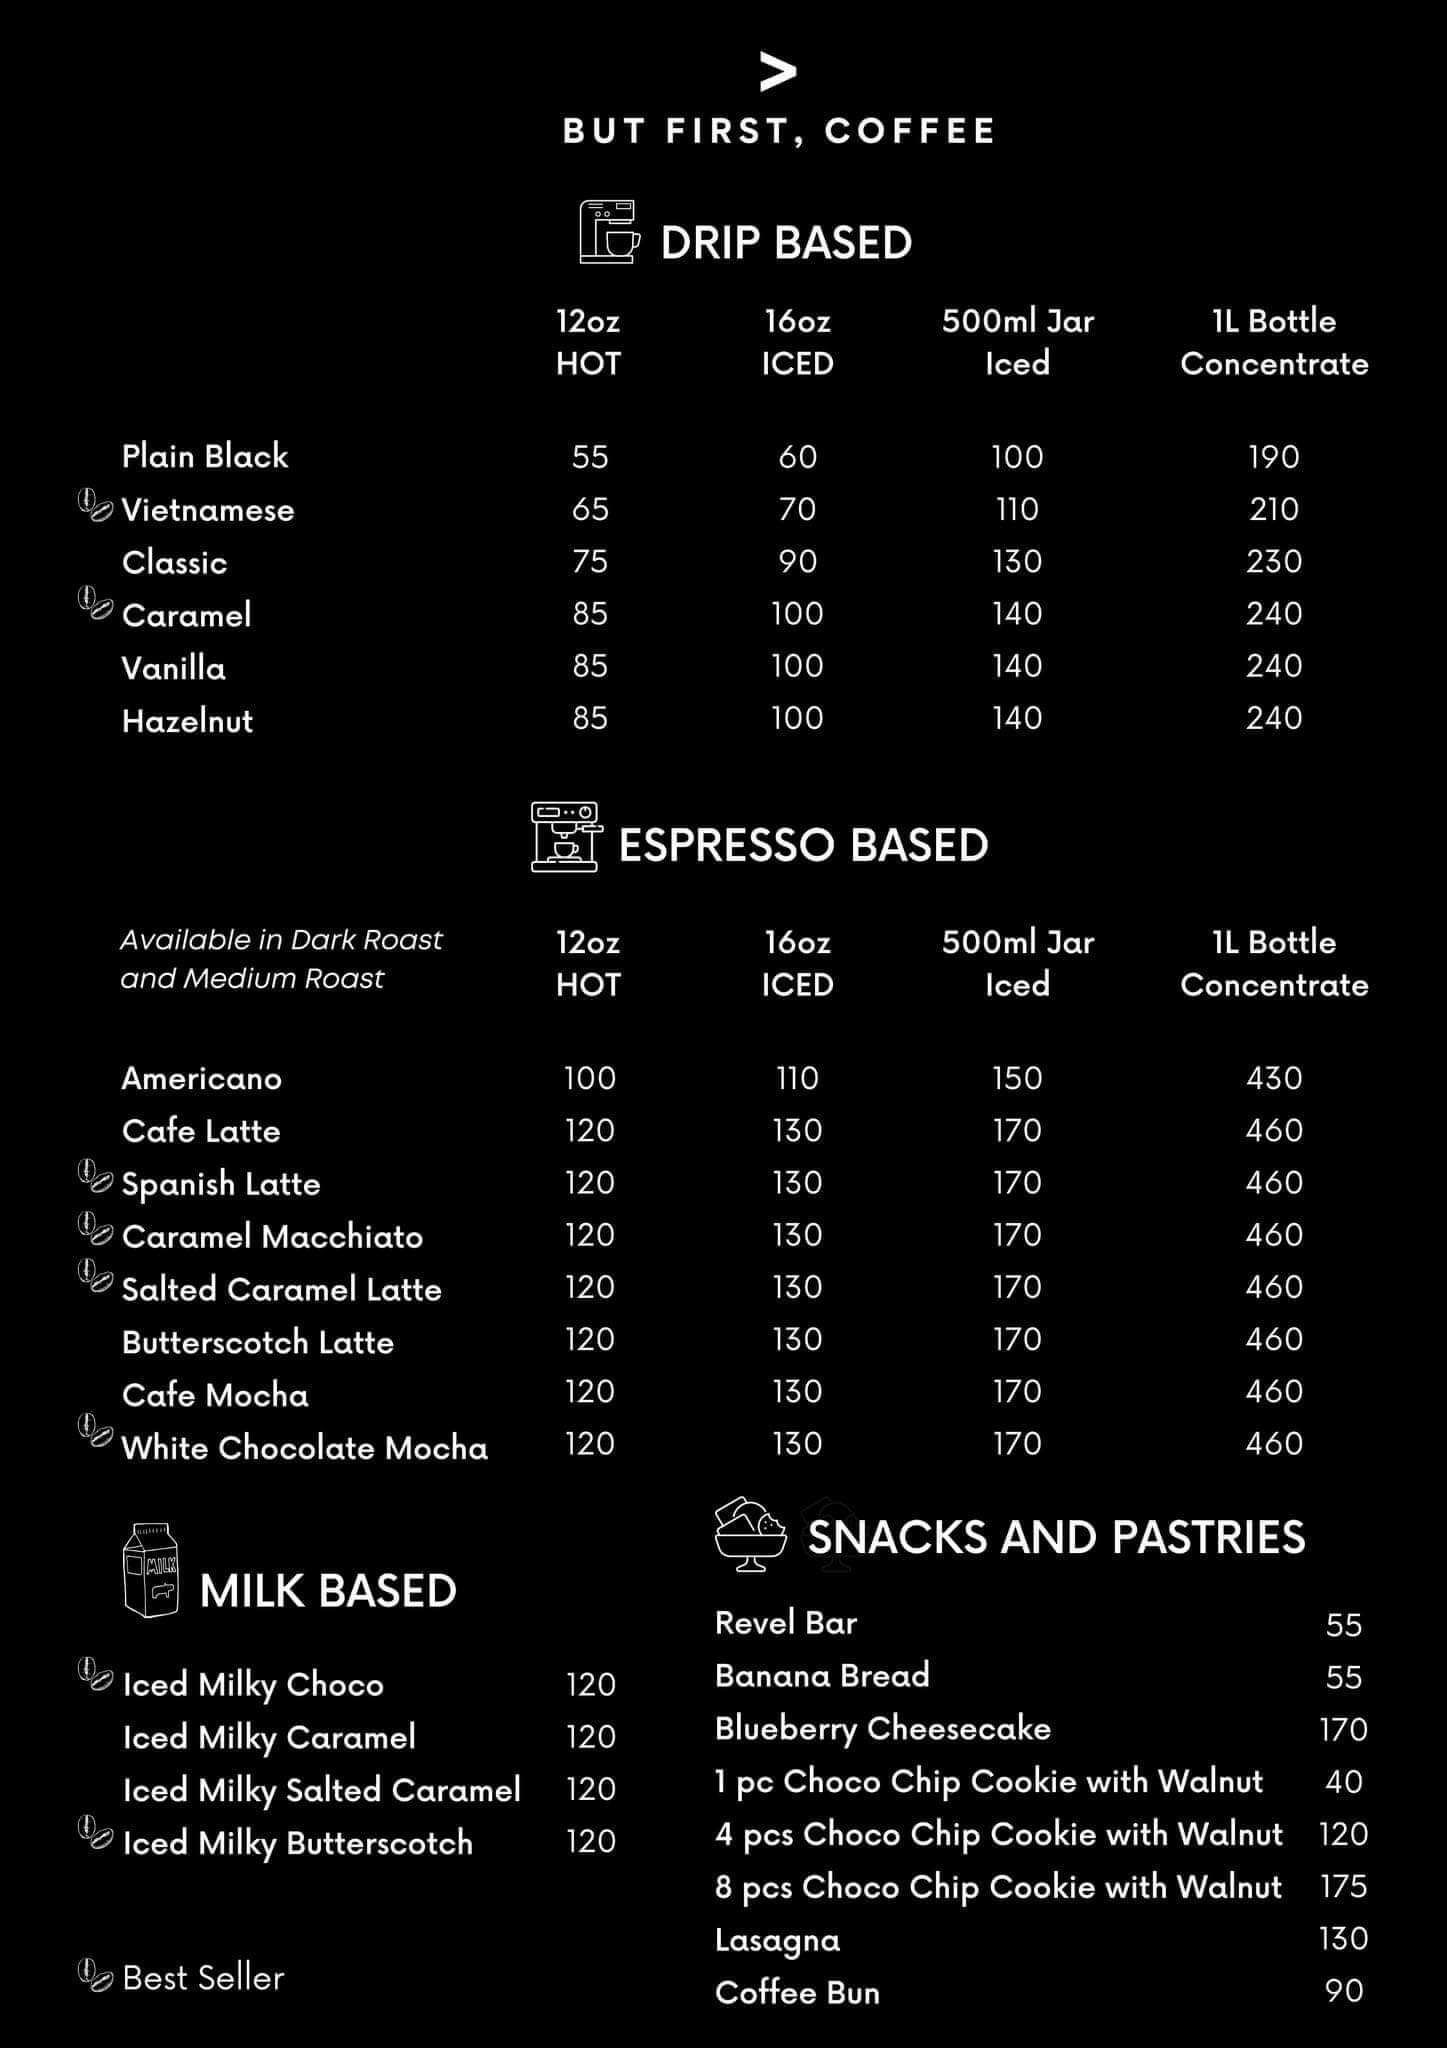 >
BUT FIRST, COFFEE
DRIP BASED
12oz HOT 16oz ICED 500ml Jar Iced 1L Bottle Concentrate
Plain Black 55 60 100 190
Vietnamese 65 70 110 210
Classic 75 90 130 230
Caramel 85 100 140 240
Vanilla 85 100 140 240
Hazelnut 85 100 140 240
ESPRESSO BASED
Available in Dark Roast
and Medium Roast
12oz HOT 16oz ICED 500ml Jar Iced 1L Bottle Concentrate
Americano 100 110 150 430
Cafe Latte 120 130 170 460
Spanish Latte 120 130 170 460
Caramel Macchiato 120 130 170 460
Salted Caramel Latte 120 130 170 460
Butterscotch Latte 120 130 170 460
Cafe Mocha 120 130 170 460
White Chocolate Mocha 120 130 170 460
MILK
MILK BASED
Iced Milky Choco 120
Iced Milky Caramel 120
Iced Milky Salted Caramel 120
Iced Milky Butterscotch 120
Best Seller
SNACKS AND PASTRIES
Revel Bar 55
Banana Bread 55
Blueberry Cheesecake 170
1 pc Choco Chip Cookie with Walnut 40
4 pcs Choco Chip Cookie with Walnut 120
8 pcs Choco Chip Cookie with Walnut 175
Lasagna 130
Coffee Bun 90